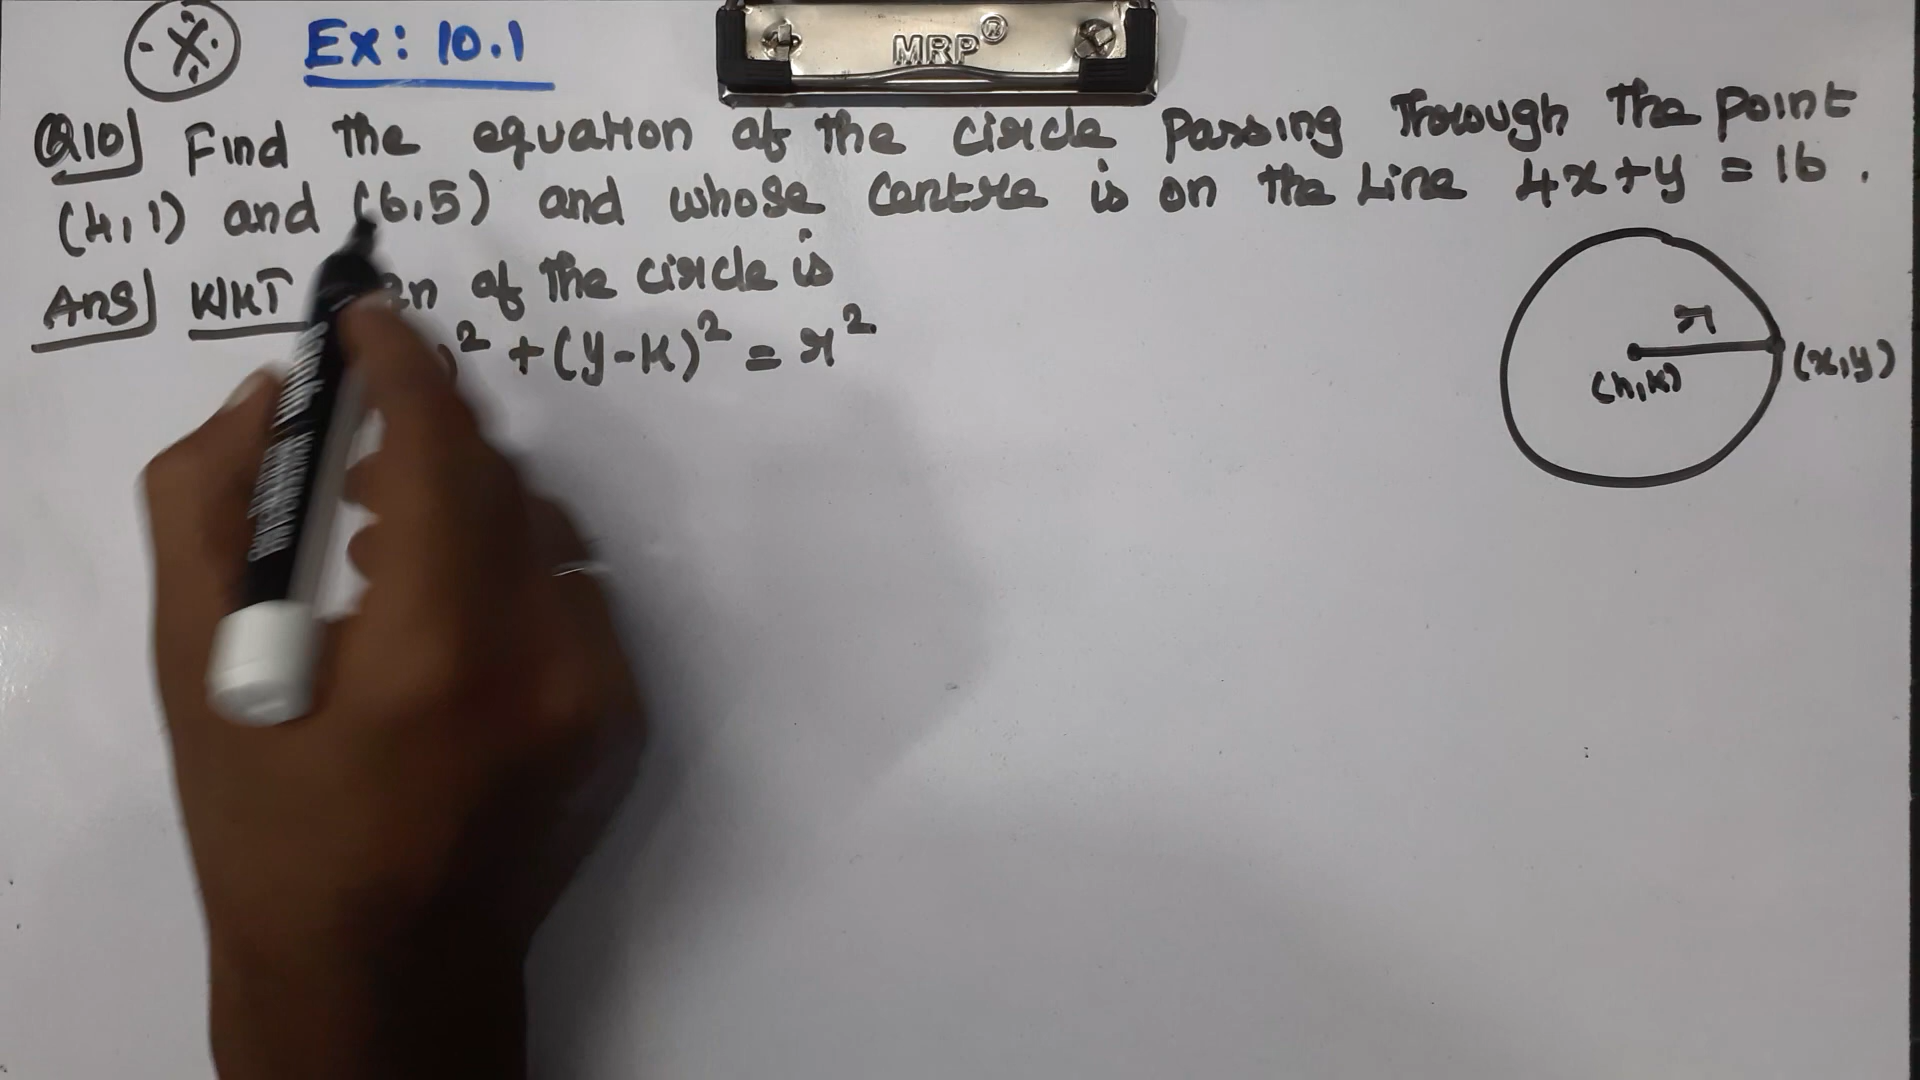 Ex: 10.1
MRP®
Q10] Find the equation of the circle passing through the point
(4,1) and (6,5) and whose centre is on the line 4x+y = 16.
Ans] WKT of the circle is
)² + (y-k)² = r²
r
(h,k)
(x,y)